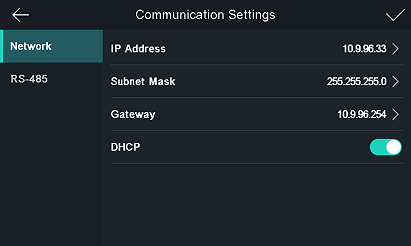 Communication Settings
Network
RS-485
IP Address 10.9.96.33
Subnet Mask 255.255.255.0
Gateway 10.9.96.254
DHCP